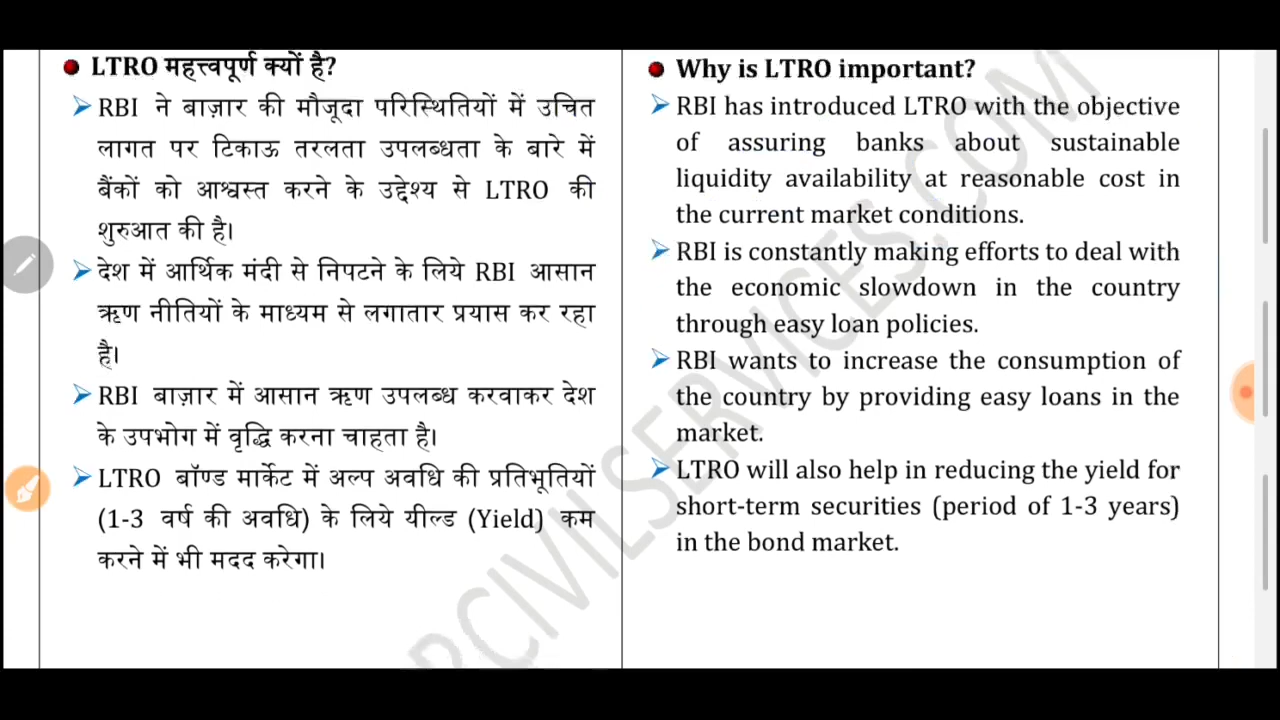 LTRO महत्त्वपूर्ण क्यों है?
RBI ने बाज़ार की मौजूदा परिस्थितियों में उचित
लागत पर टिकाऊ तरलता उपलब्धता के बारे में
बैंकों को आश्वस्त करने के उद्देश्य से LTRO की
शुरुआत की है।
देश में आर्थिक मंदी से निपटने के लिये RBI आसान
ऋण नीतियों के माध्यम से लगातार प्रयास कर रहा
है।
RBI बाज़ार में आसान ऋण उपलब्ध करवाकर देश
के उपभोग में वृद्धि करना चाहता है।
LTRO बॉण्ड मार्केट में अल्प अवधि की प्रतिभूतियों
(1-3 वर्ष की अवधि) के लिये यील्ड (Yield) कम
करने में भी मदद करेगा।
Why is LTRO important?
RBI has introduced LTRO with the objective
of assuring banks about sustainable
liquidity availability at reasonable cost in
the current market conditions.
RBI is constantly making efforts to deal with
the economic slowdown in the country
through easy loan policies.
RBI wants to increase the consumption of
the country by providing easy loans in the
market.
LTRO will also help in reducing the yield for
short-term securities (period of 1-3 years)
in the bond market.
RCIVILSERVICES.COM